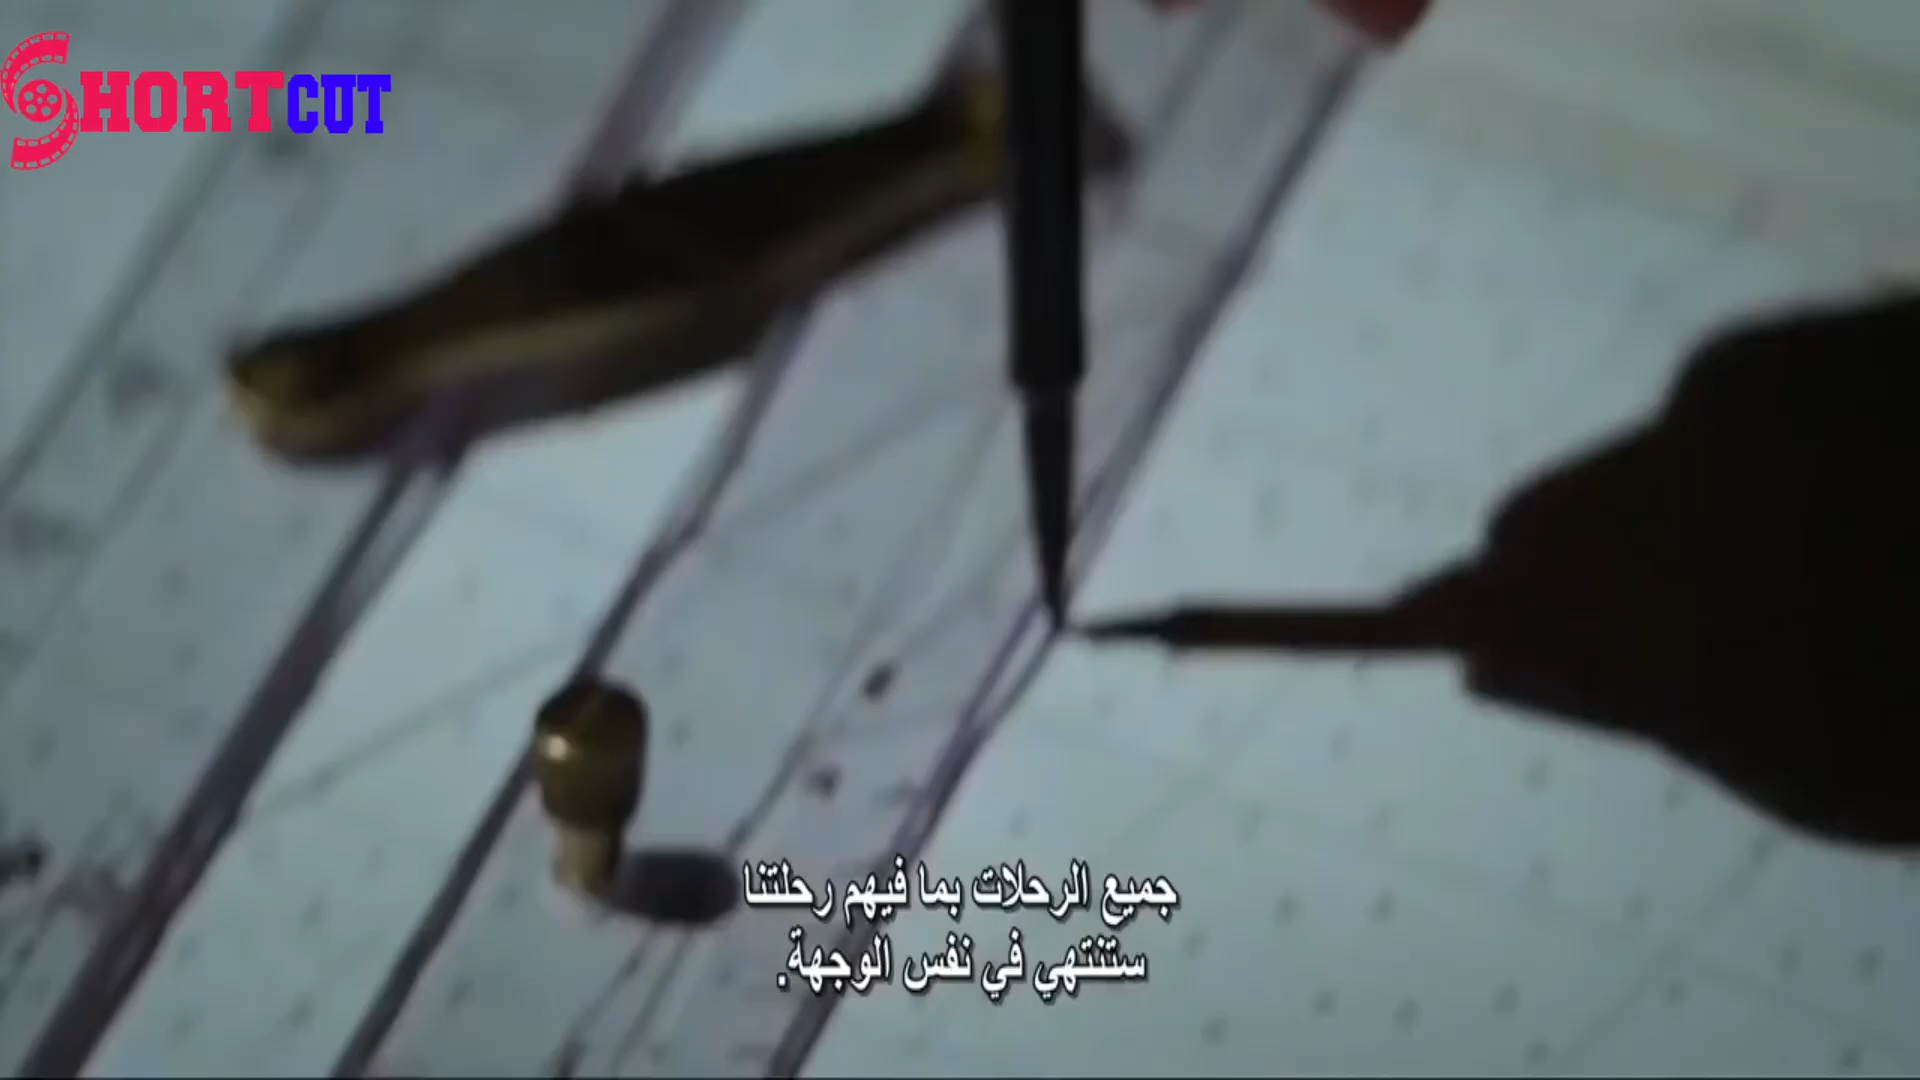 SHORTCUT
جميع الرحلات بما فيهم رحلتنا
ستنتهي في نفس الوجهة.